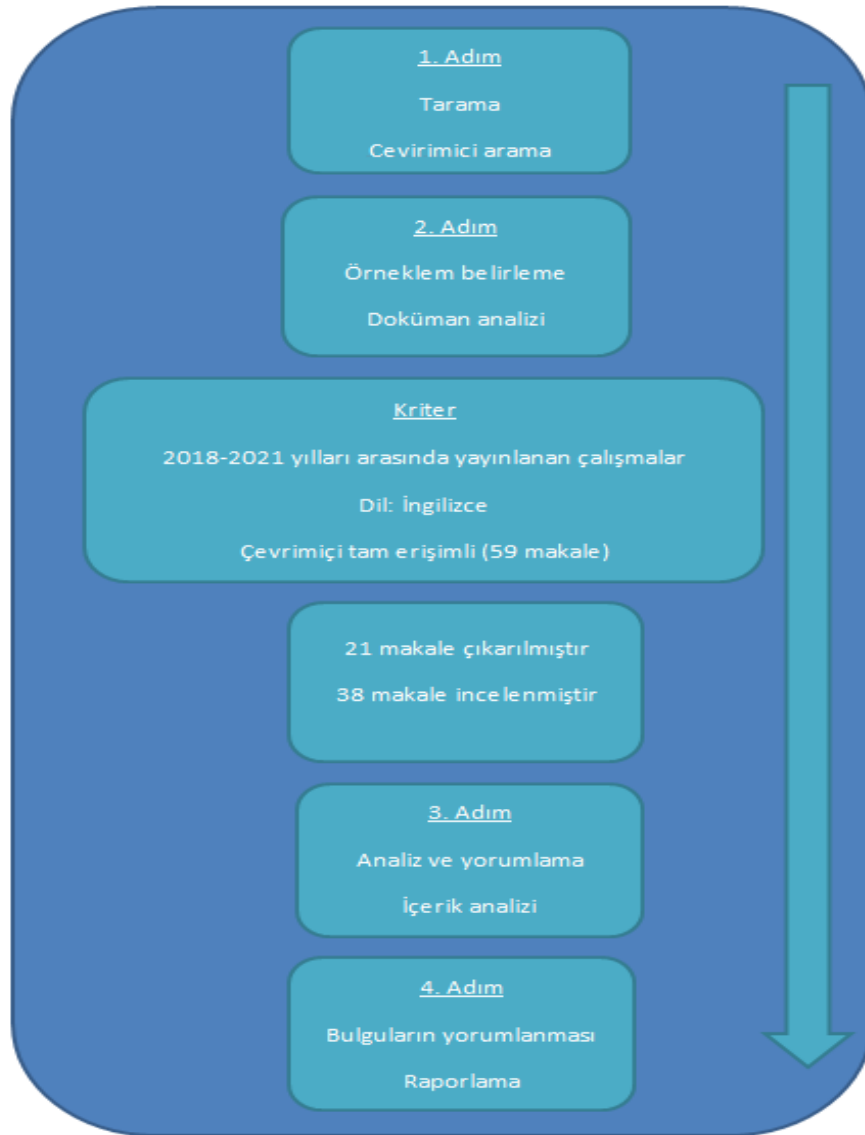 1. Adım
Tarama
Cevirimici arama
2. Adım
Örneklem belirleme
Doküman analizi
Kriter
2018-2021 yılları arasında yayınlanan çalışmalar
Dil: İngilizce
Çevrimiçi tam erişimli (59 makale)
21 makale çıkarılmıştır
38 makale incelenmiştir
3. Adım
Analiz ve yorumlama
İçerik analizi
4. Adım
Bulguların yorumlanması
Raporlama